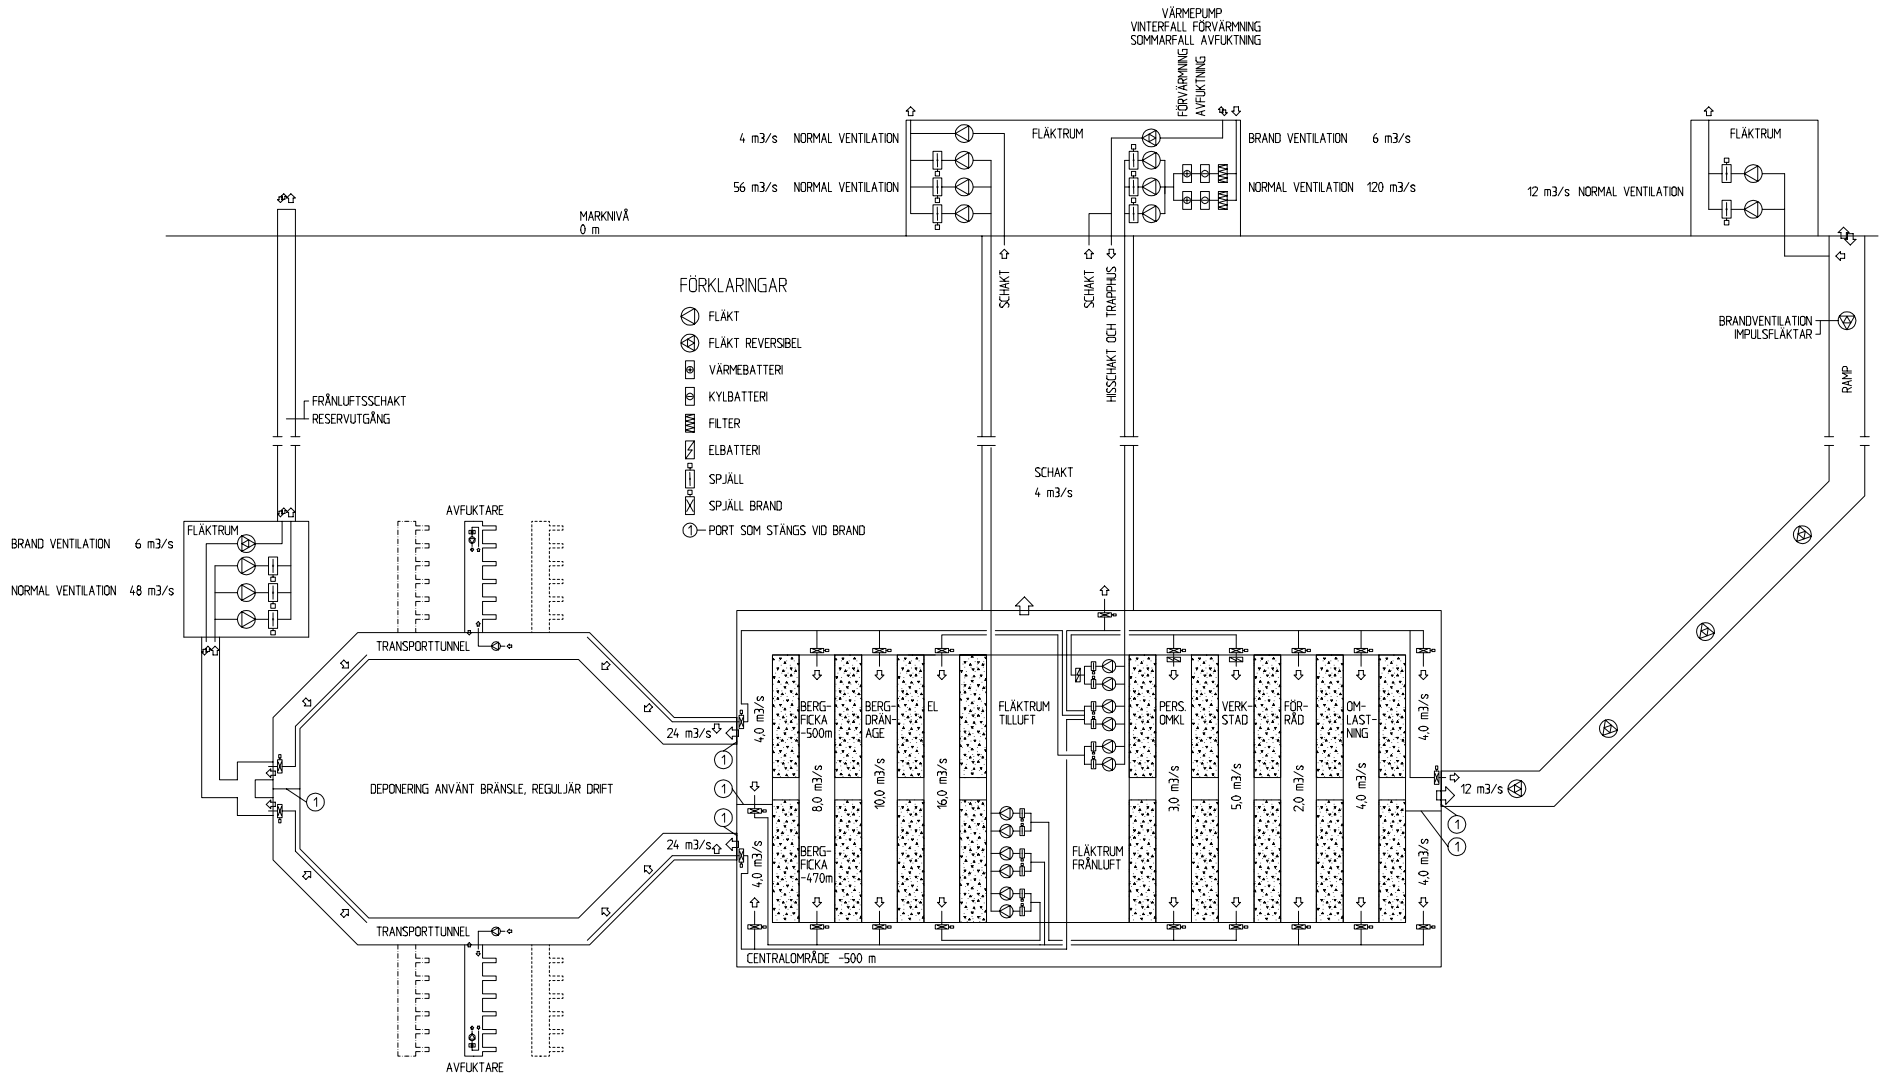 VÄRMEPUMP
VINTERFALL FÖRVÄRMNING
SOMMARFALL AVFUKTNING
FÖRVÄRMNING
AVFUKTNING
4 m3/s NORMAL VENTILATION
FLÄKTRUM
BRAND VENTILATION 6 m3/s
56 m3/s NORMAL VENTILATION
NORMAL VENTILATION 120 m3/s
FLÄKTRUM
12 m3/s NORMAL VENTILATION
MARKNIVÅ
0 m
SCHAKT
SCHAKT
HISSCHAKT OCH TRAPPHUS
FÖRKLARINGAR
FLÄKT
FLÄKT REVERSIBEL
VÄRMEBATTERI
KYLBATTERI
FILTER
ELBATTERI
SPJÄLL
SPJÄLL BRAND
1 PORT SOM STÄNGS VID BRAND
BRANDVENTILATION
IMPULSFLÄKTAR
RAMP
FRÅNLUFTSSCHAKT
RESERVUTGÅNG
SCHAKT
4 m3/s
FLÄKTRUM
BRAND VENTILATION 6 m3/s
NORMAL VENTILATION 48 m3/s
AVFUKTARE
TRANSPORTTUNNEL
24 m3/s
1
4,0 m3/s
BERG-
FICKA
-500m
BERG-
DRÄN-
AGE
EL
FLÄKTRUM
TILLUFT
PERS.
OMKL
VERK-
STAD
FÖR-
RÅD
OM-
LAST-
NING
4,0 m3/s
DEPONERING ANVÄNT BRÄNSLE, REGULJÄR DRIFT
1
1
8,0 m3/s
10,0 m3/s
16,0 m3/s
3,0 m3/s
5,0 m3/s
2,0 m3/s
4,0 m3/s
12 m3/s
1
1
1
24 m3/s
4,0 m3/s
BERG-
FICKA
-470m
FLÄKTRUM
FRÅNLUFT
4,0 m3/s
TRANSPORTTUNNEL
CENTRALOMRÅDE -500 m
AVFUKTARE